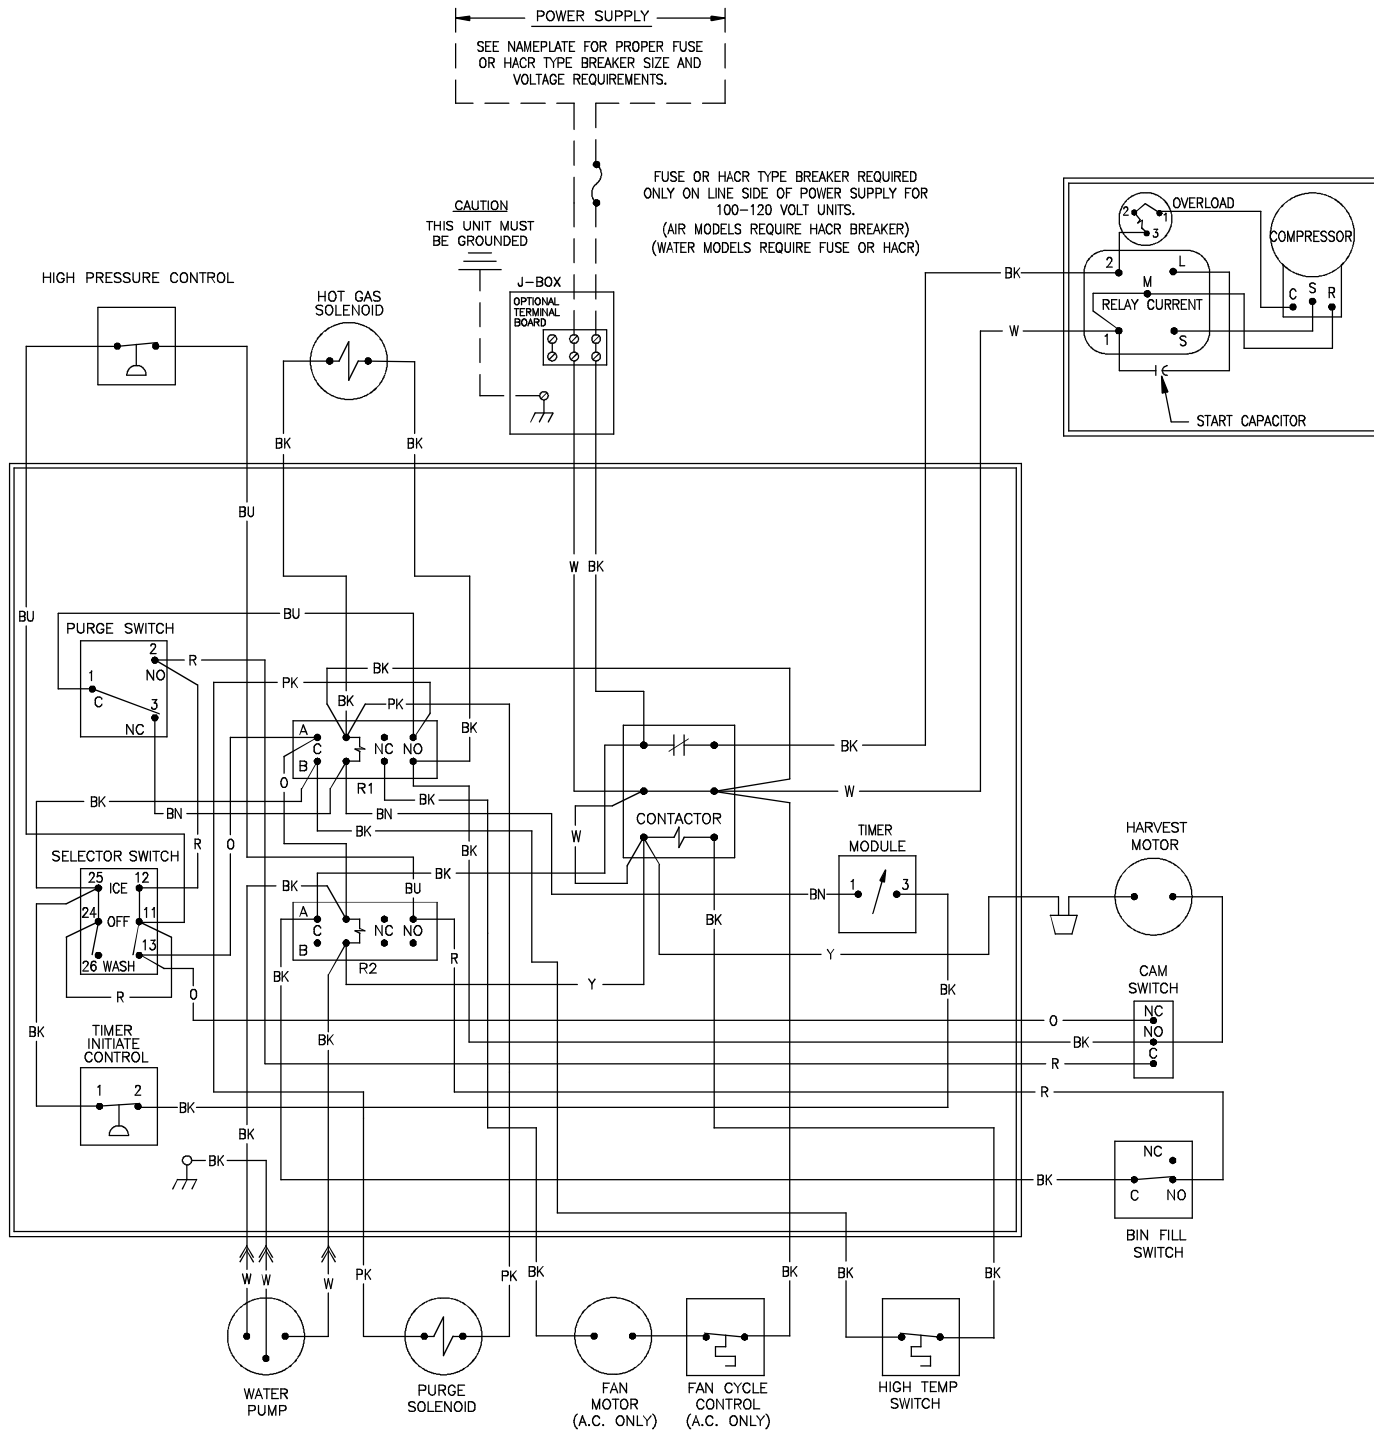 POWER SUPPLY
SEE NAMEPLATE FOR PROPER FUSE
OR HACR TYPE BREAKER SIZE AND
VOLTAGE REQUIREMENTS.
FUSE OR HACR TYPE BREAKER REQUIRED
ONLY ON LINE SIDE OF POWER SUPPLY FOR
100-120 VOLT UNITS.
(AIR MODELS REQUIRE HACR BREAKER)
(WATER MODELS REQUIRE FUSE OR HACR)
CAUTION
THIS UNIT MUST
BE GROUNDED
OVERLOAD
2
1
3
COMPRESSOR
C S R
2
L
M
RELAY CURRENT
1
S
START CAPACITOR
BK
W
HIGH PRESSURE CONTROL
HOT GAS
SOLENOID
J-BOX
OPTIONAL
TERMINAL
BOARD
BK
BK
BU
W BK
BU
BU
PURGE SWITCH
2
NO
1
C
3
NC
R
BK
PK
BK
PK
BK
A
C
B
NC
NO
R1
O
BK
BN
BK
BN
BK
BK
R
O
BK
W
W
CONTACTOR
BK
TIMER
MODULE
1
3
BN
HARVEST
MOTOR
SELECTOR SWITCH
25 ICE 12
24 OFF 11
26 WASH
13
BK
BK
BU
A
C
B
NC
NO
R2
BK
R
BK
Y
Y
BK
R
O
CAM
SWITCH
NC
NO
C
O
BK
R
BK
TIMER
INITIATE
CONTROL
1 2
BK
BK
R
BK
BK
BK
NC
C NO
BIN FILL
SWITCH
W W W
PK
PK BK
BK
BK
BK
WATER
PUMP
PURGE
SOLENOID
FAN
MOTOR
(A.C. ONLY)
FAN CYCLE
CONTROL
(A.C. ONLY)
HIGH TEMP
SWITCH